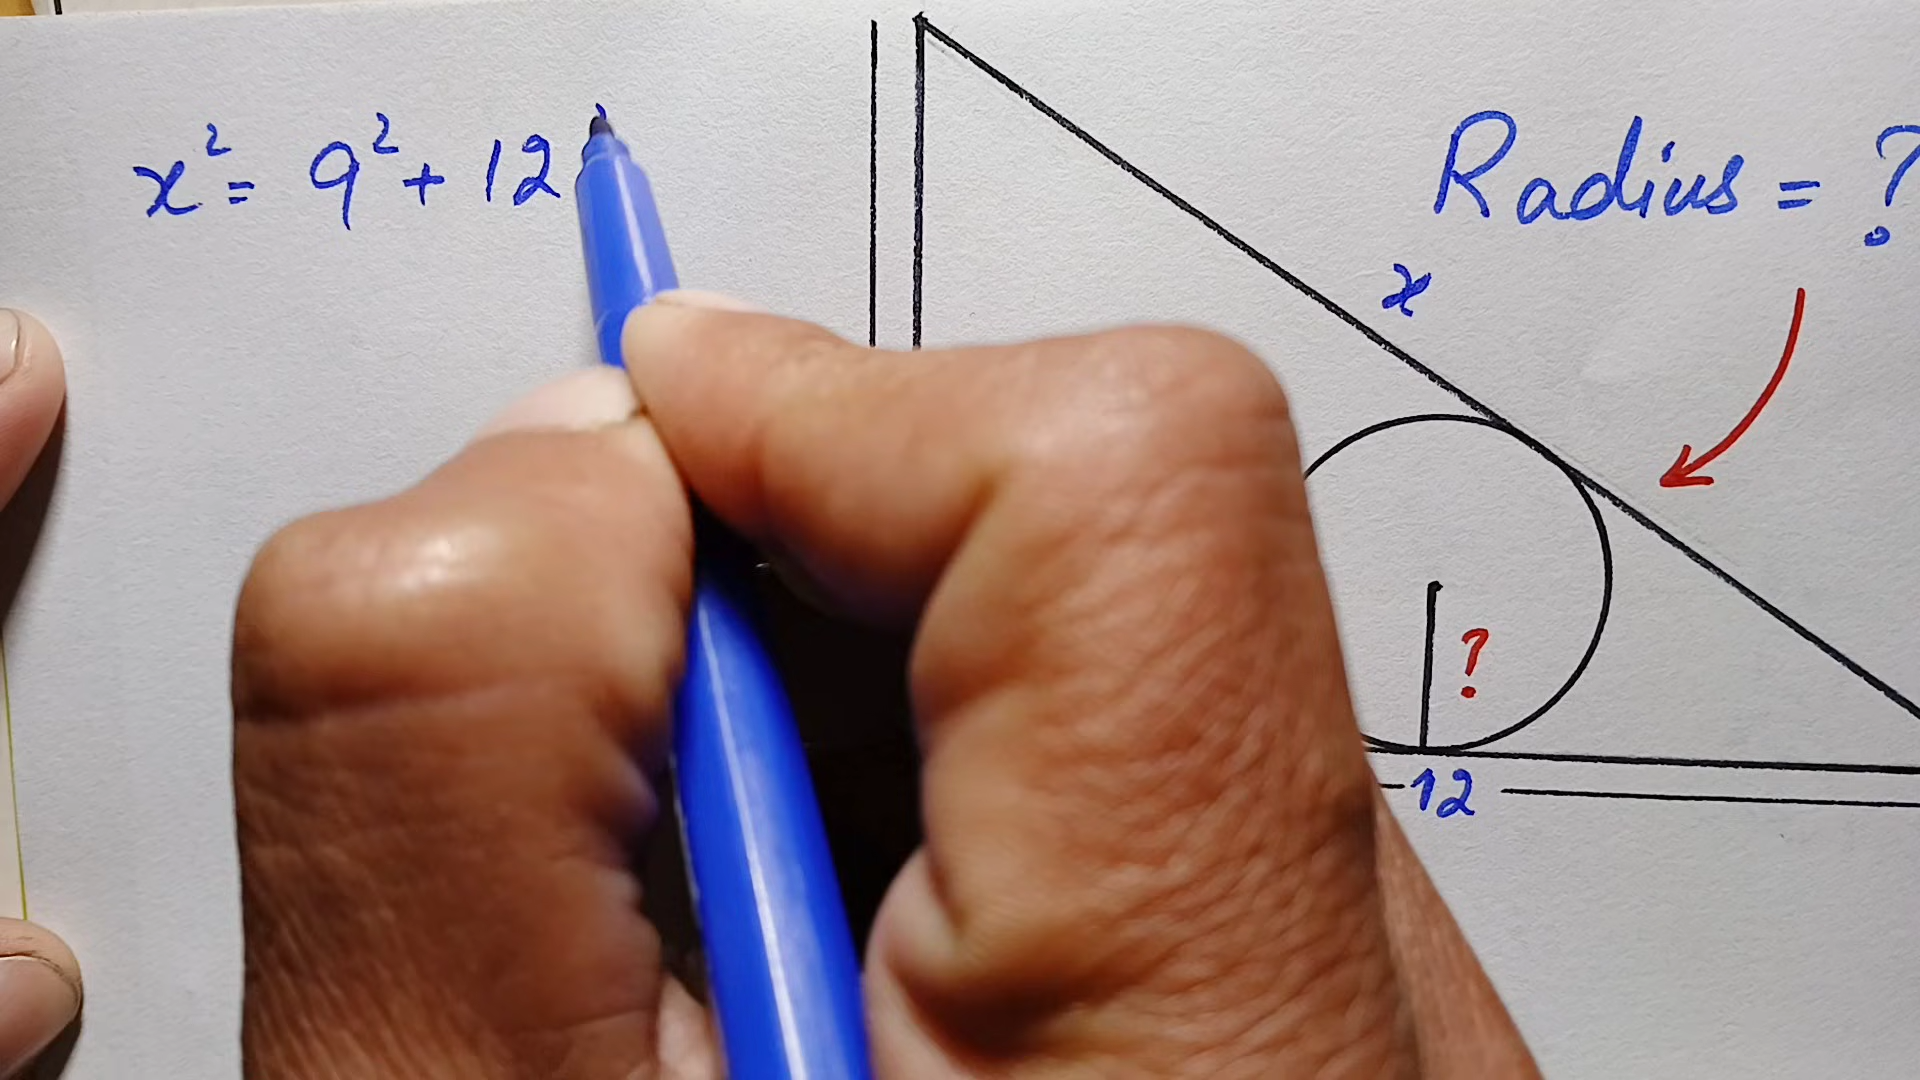 x² = 9² + 12
Radius = ?
x
?
12